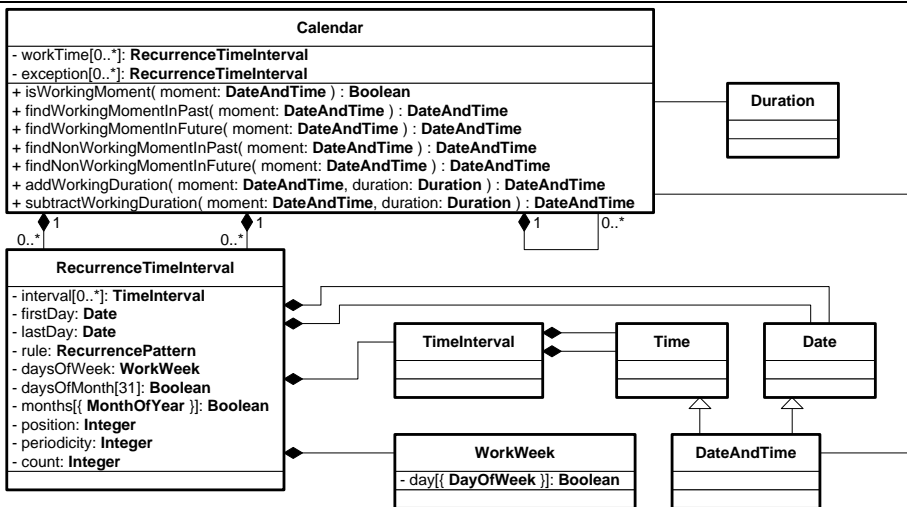 Calendar
- workTime[0..*]: RecurrenceTimeInterval
- exception[0..*]: RecurrenceTimeInterval
+ isWorkingMoment( moment: DateAndTime ) : Boolean
+ findWorkingMomentInPast( moment: DateAndTime ) : DateAndTime
+ findWorkingMomentInFuture( moment: DateAndTime ) : DateAndTime
+ findNonWorkingMomentInPast( moment: DateAndTime ) : DateAndTime
+ findNonWorkingMomentInFuture( moment: DateAndTime ) : DateAndTime
+ addWorkingDuration( moment: DateAndTime, duration: Duration ) : DateAndTime
+ subtractWorkingDuration( moment: DateAndTime, duration: Duration ) : DateAndTime
Duration
1
0..*
1
0..*
1
0..*
RecurrenceTimeInterval
- interval[0..*]: TimeInterval
- firstDay: Date
- lastDay: Date
- rule: RecurrencePattern
- daysOfWeek: WorkWeek
- daysOfMonth[31]: Boolean
- months[{ MonthOfYear }]: Boolean
- position: Integer
- periodicity: Integer
- count: Integer
TimeInterval
Time
Date
WorkWeek
- day[{ DayOfWeek }]: Boolean
DateAndTime